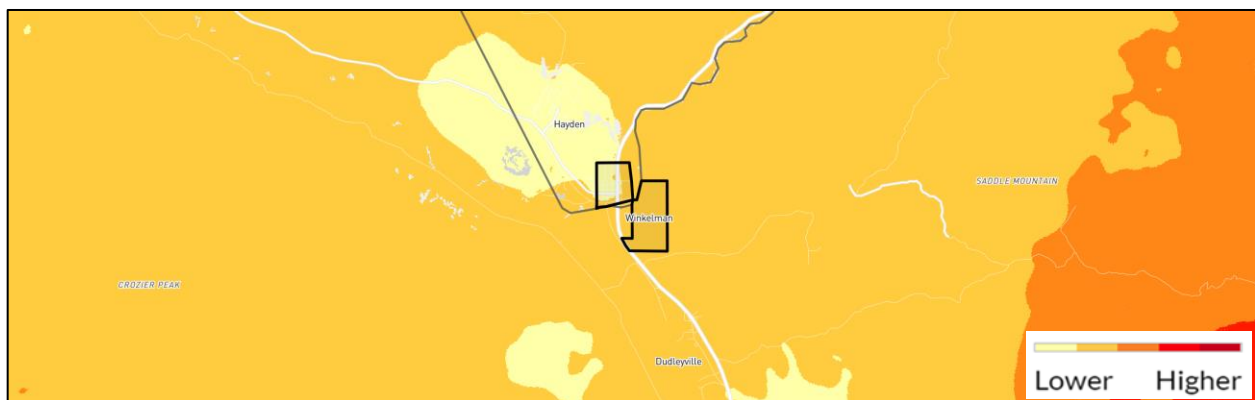 Hayden
SADDLE MOUNTAIN
Winkelman
CROZIER PEAK
Dudleyville
Lower Higher